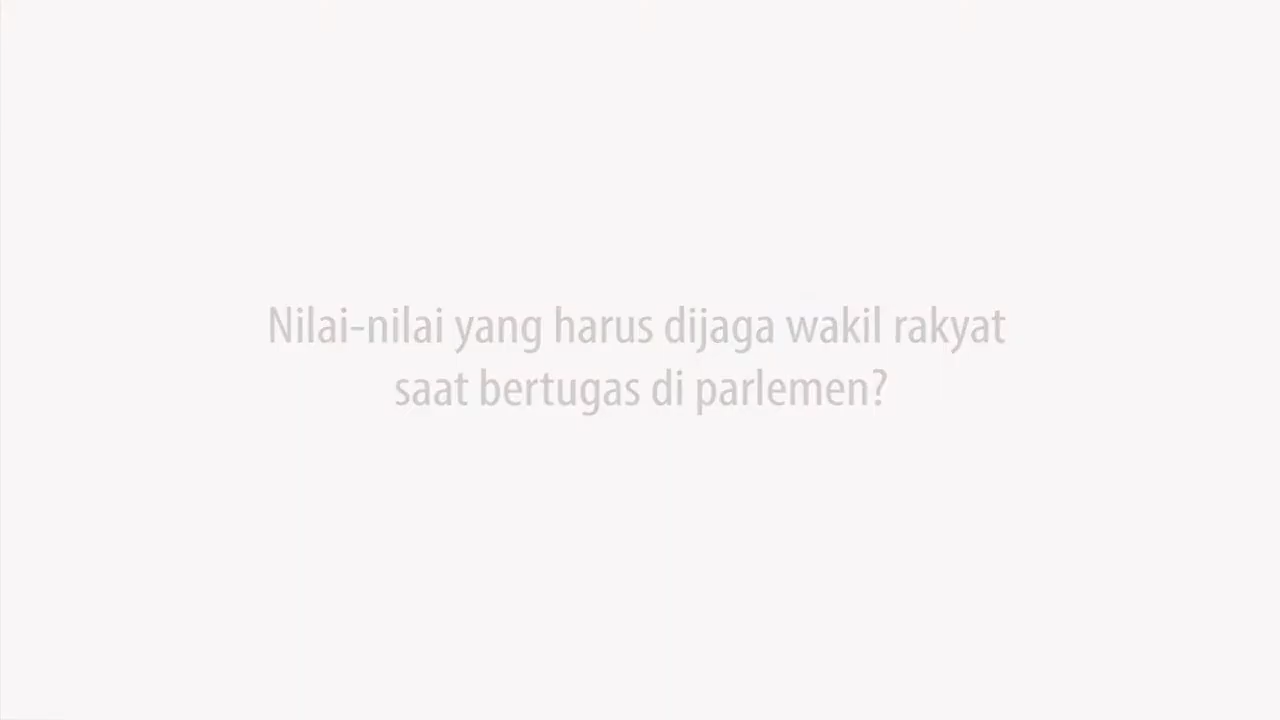 Nilai-nilai yang harus dijaga wakil rakyat
saat bertugas di parlemen?